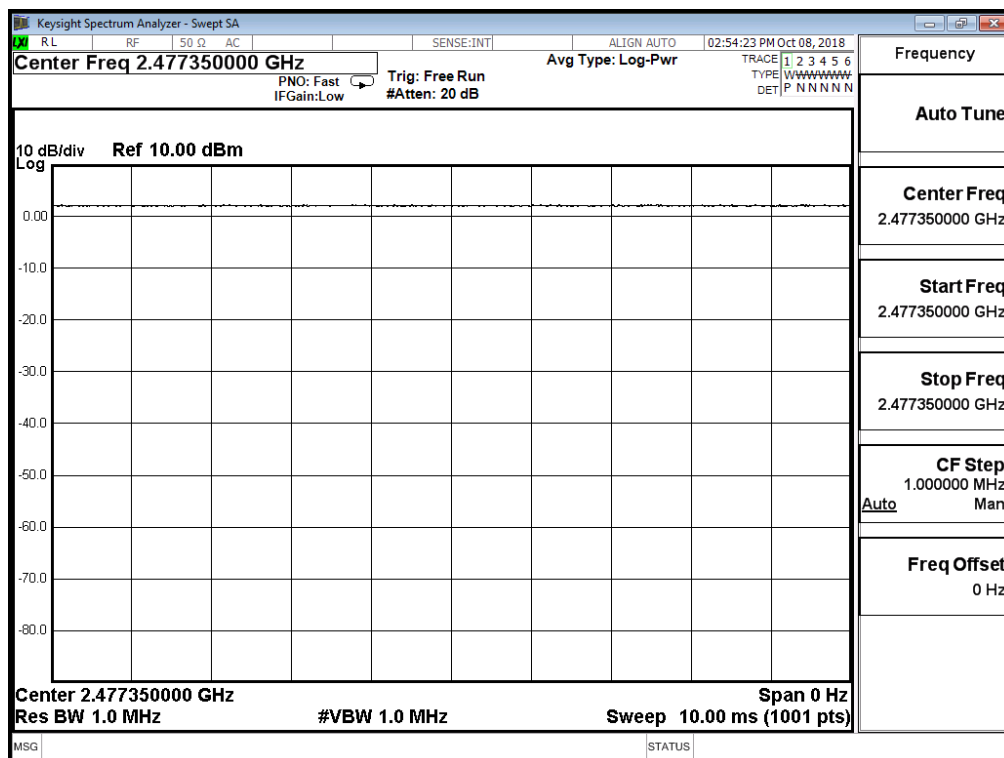 Keysight Spectrum Analyzer - Swept SA
LXI RL RF 50 Ω AC SENSE:INT ALIGN AUTO 02:54:23 PM Oct 08, 2018
Center Freq 2.477350000 GHz
PNO: Fast
IFGain:Low
Trig: Free Run
#Atten: 20 dB
Avg Type: Log-Pwr
TRACE 1 2 3 4 5 6
TYPE WWWWWW
DET P N N N N N
10 dB/div Ref 10.00 dBm
Log
0.00
-10.0
-20.0
-30.0
-40.0
-50.0
-60.0
-70.0
-80.0
Center 2.477350000 GHz Span 0 Hz
Res BW 1.0 MHz #VBW 1.0 MHz Sweep 10.00 ms (1001 pts)
MSG STATUS
Frequency
Auto Tune
Center Freq
2.477350000 GHz
Start Freq
2.477350000 GHz
Stop Freq
2.477350000 GHz
CF Step
1.000000 MHz
Auto Man
Freq Offset
0 Hz